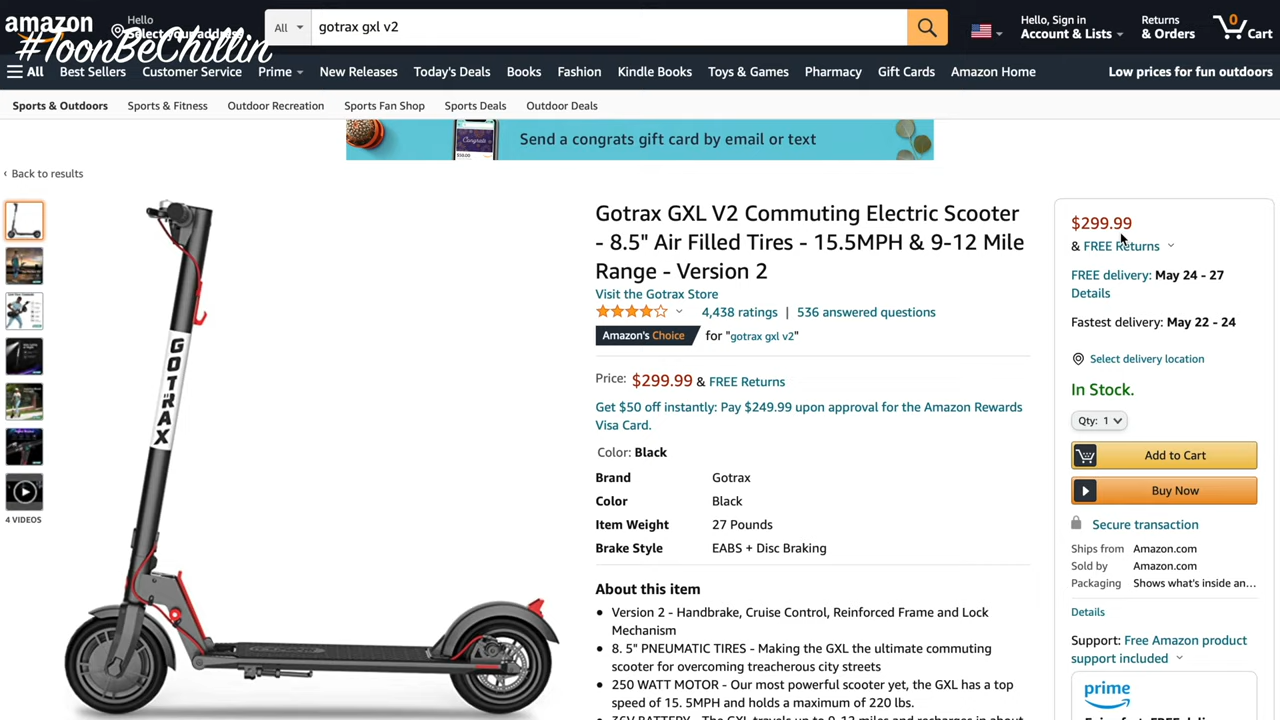 amazon
Hello
Select your address
#ToonBeChillin
All
gotrax gxl v2
Hello, Sign in
Account & Lists
Returns
& Orders
0
Cart
All
Best Sellers
Customer Service
Prime
New Releases
Today's Deals
Books
Fashion
Kindle Books
Toys & Games
Pharmacy
Gift Cards
Amazon Home
Low prices for fun outdoors
Sports & Outdoors
Sports & Fitness
Outdoor Recreation
Sports Fan Shop
Sports Deals
Outdoor Deals
Congrats
Send a congrats gift card by email or text
‹ Back to results
4 VIDEOS
GOTRAX
Gotrax GXL V2 Commuting Electric Scooter
- 8.5" Air Filled Tires - 15.5MPH & 9-12 Mile
Range - Version 2
Visit the Gotrax Store
4,438 ratings | 536 answered questions
Amazon's Choice for "gotrax gxl v2"
Price: $299.99 & FREE Returns
Get $50 off instantly: Pay $249.99 upon approval for the Amazon Rewards
Visa Card.
Color: Black
Brand Gotrax
Color Black
Item Weight 27 Pounds
Brake Style EABS + Disc Braking
About this item
• Version 2 - Handbrake, Cruise Control, Reinforced Frame and Lock
Mechanism
• 8. 5" PNEUMATIC TIRES - Making the GXL the ultimate commuting
scooter for overcoming treacherous city streets
• 250 WATT MOTOR - Our most powerful scooter yet, the GXL has a top
speed of 15. 5MPH and holds a maximum of 220 lbs.
$299.99
& FREE Returns
FREE delivery: May 24 - 27
Details
Fastest delivery: May 22 - 24
Select delivery location
In Stock.
Qty: 1
Add to Cart
Buy Now
Secure transaction
Ships from Amazon.com
Sold by Amazon.com
Packaging Shows what's inside an…
Details
Support: Free Amazon product
support included
prime